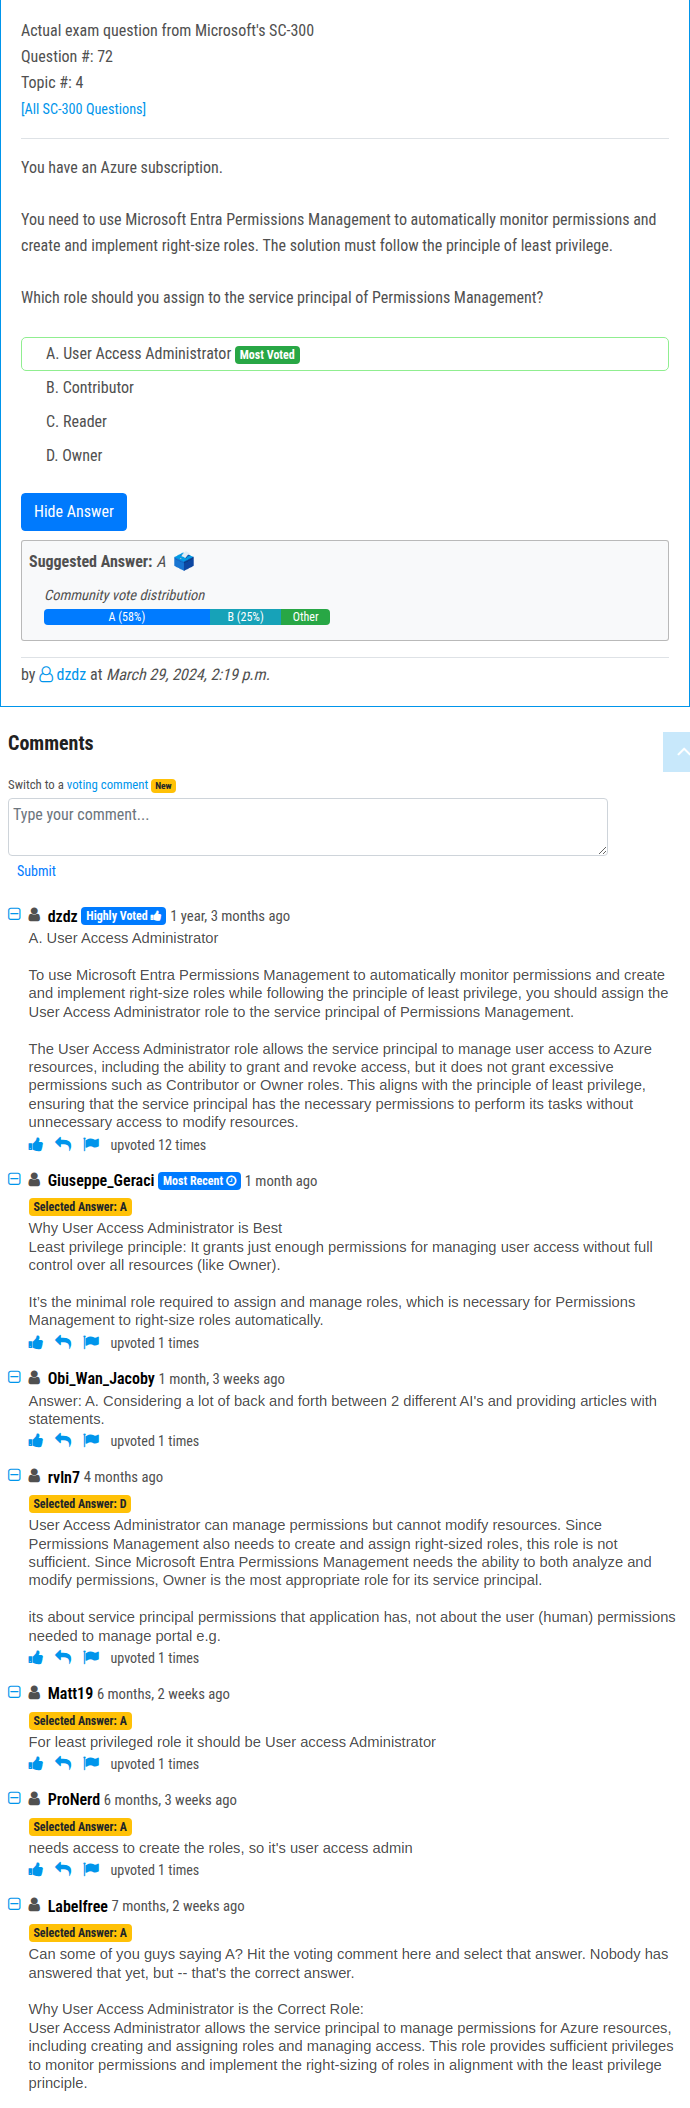 Actual exam question from Microsoft's SC-300
Question #: 72
Topic #: 4
[All SC-300 Questions]
You have an Azure subscription.
You need to use Microsoft Entra Permissions Management to automatically monitor permissions and
create and implement right-size roles. The solution must follow the principle of least privilege.
Which role should you assign to the service principal of Permissions Management?
A. User Access Administrator Most Voted
B. Contributor
C. Reader
D. Owner
Hide Answer
Suggested Answer: A
Community vote distribution
A (58%) B (25%) Other
by dzdz at March 29, 2024, 2:19 p.m.
Comments
Switch to a voting comment New
Type your comment...
Submit
dzdz Highly Voted 1 year, 3 months ago
A. User Access Administrator
To use Microsoft Entra Permissions Management to automatically monitor permissions and create
and implement right-size roles while following the principle of least privilege, you should assign the
User Access Administrator role to the service principal of Permissions Management.
The User Access Administrator role allows the service principal to manage user access to Azure
resources, including the ability to grant and revoke access, but it does not grant excessive
permissions such as Contributor or Owner roles. This aligns with the principle of least privilege,
ensuring that the service principal has the necessary permissions to perform its tasks without
unnecessary access to modify resources.
upvoted 12 times
Giuseppe_Geraci Most Recent 1 month ago
Selected Answer: A
Why User Access Administrator is Best
Least privilege principle: It grants just enough permissions for managing user access without full
control over all resources (like Owner).
It's the minimal role required to assign and manage roles, which is necessary for Permissions
Management to right-size roles automatically.
upvoted 1 times
Obi_Wan_Jacoby 1 month, 3 weeks ago
Answer: A. Considering a lot of back and forth between 2 different AI's and providing articles with
statements.
upvoted 1 times
rvln7 4 months ago
Selected Answer: D
User Access Administrator can manage permissions but cannot modify resources. Since
Permissions Management also needs to create and assign right-sized roles, this role is not
sufficient. Since Microsoft Entra Permissions Management needs the ability to both analyze and
modify permissions, Owner is the most appropriate role for its service principal.
its about service principal permissions that application has, not about the user (human) permissions
needed to manage portal e.g.
upvoted 1 times
Matt19 6 months, 2 weeks ago
Selected Answer: A
For least privileged role it should be User access Administrator
upvoted 1 times
ProNerd 6 months, 3 weeks ago
Selected Answer: A
needs access to create the roles, so it's user access admin
upvoted 1 times
Labelfree 7 months, 2 weeks ago
Selected Answer: A
Can some of you guys saying A? Hit the voting comment here and select that answer. Nobody has
answered that yet, but -- that's the correct answer.
Why User Access Administrator is the Correct Role:
User Access Administrator allows the service principal to manage permissions for Azure resources,
including creating and assigning roles and managing access. This role provides sufficient privileges
to monitor permissions and implement the right-sizing of roles in alignment with the least privilege
principle.